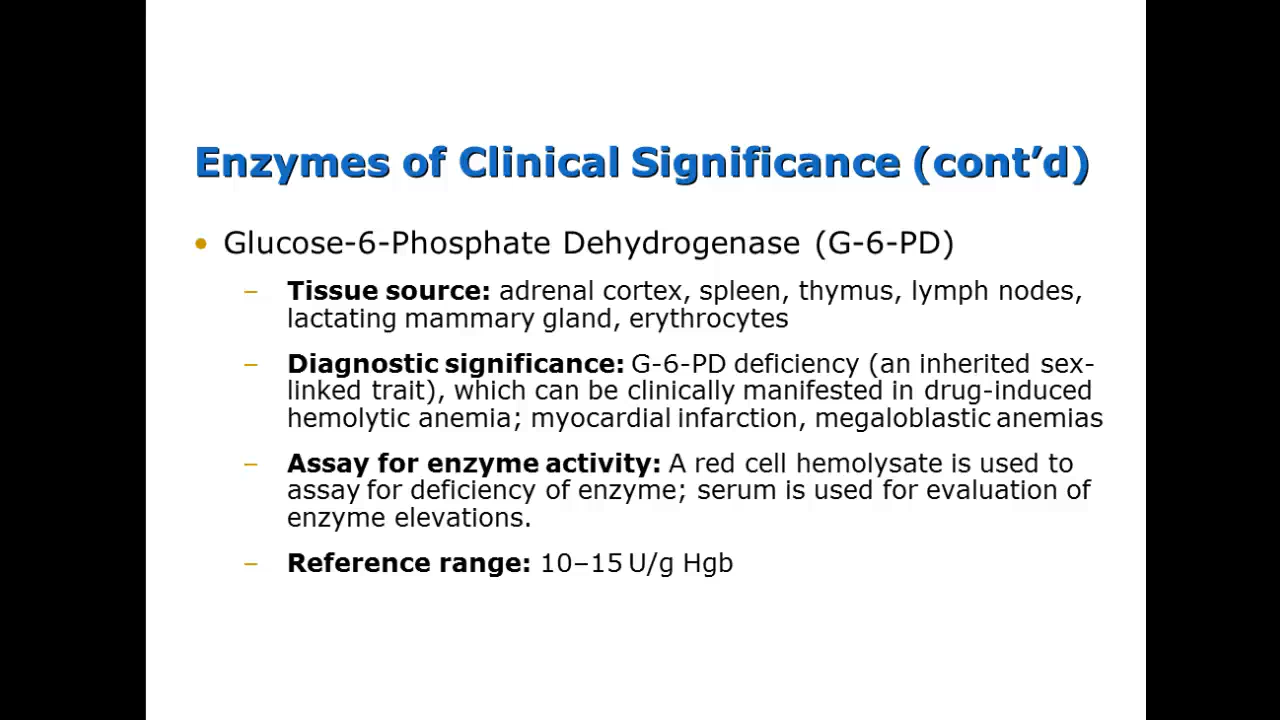 Enzymes of Clinical Significance (cont’d)
• Glucose-6-Phosphate Dehydrogenase (G-6-PD)
– Tissue source: adrenal cortex, spleen, thymus, lymph nodes,
lactating mammary gland, erythrocytes
– Diagnostic significance: G-6-PD deficiency (an inherited sex-
linked trait), which can be clinically manifested in drug-induced
hemolytic anemia; myocardial infarction, megaloblastic anemias
– Assay for enzyme activity: A red cell hemolysate is used to
assay for deficiency of enzyme; serum is used for evaluation of
enzyme elevations.
– Reference range: 10–15 U/g Hgb